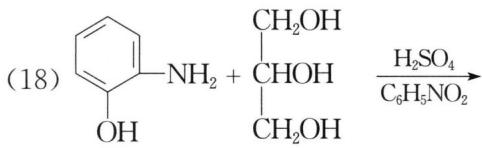 CH₂OH
(18) NH₂ + CHOH H₂SO₄
C₆H₅NO₂
OH CH₂OH